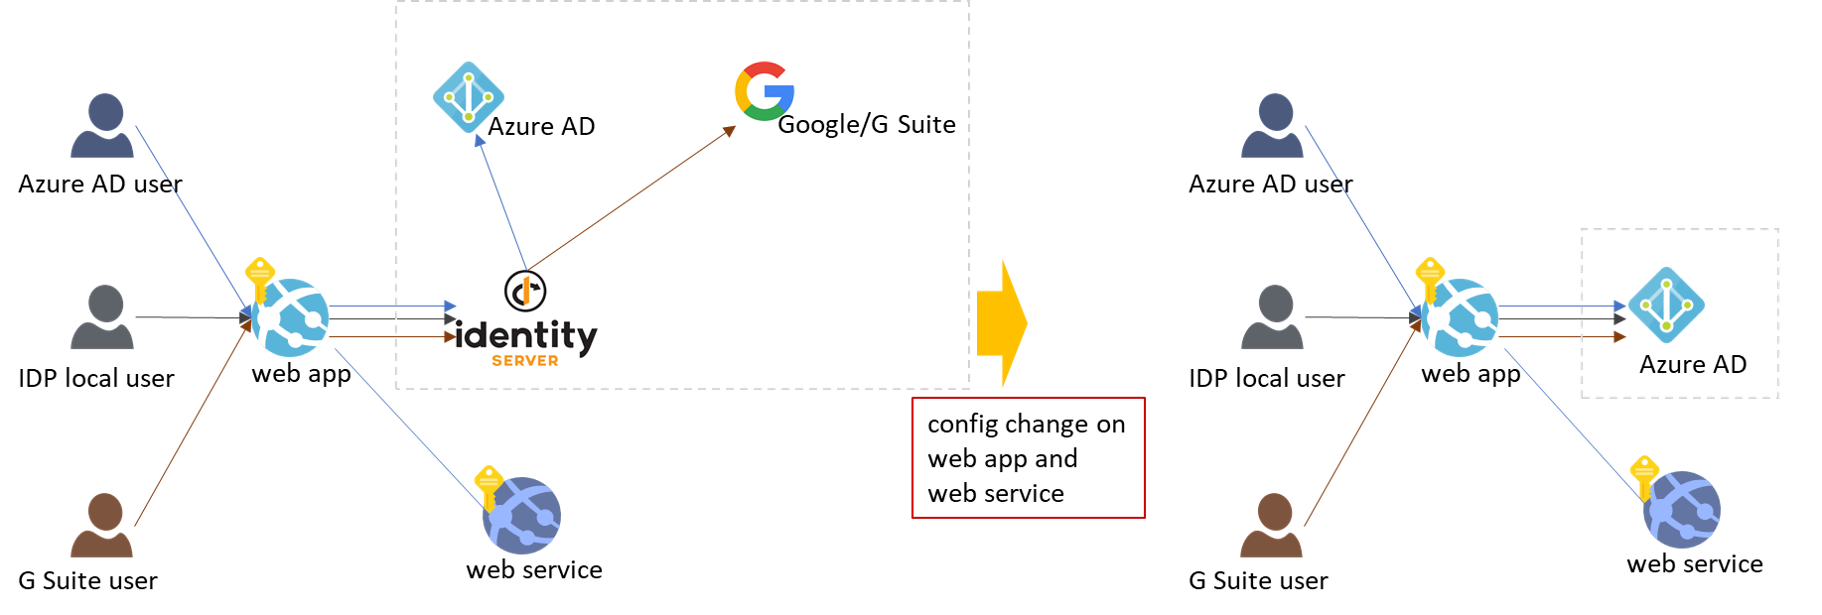 Azure AD
Google/G Suite
Azure AD user
Azure AD user
identity
SERVER
IDP local user
web app
IDP local user
web app
Azure AD
config change on
web app and
web service
G Suite user
web service
G Suite user
web service